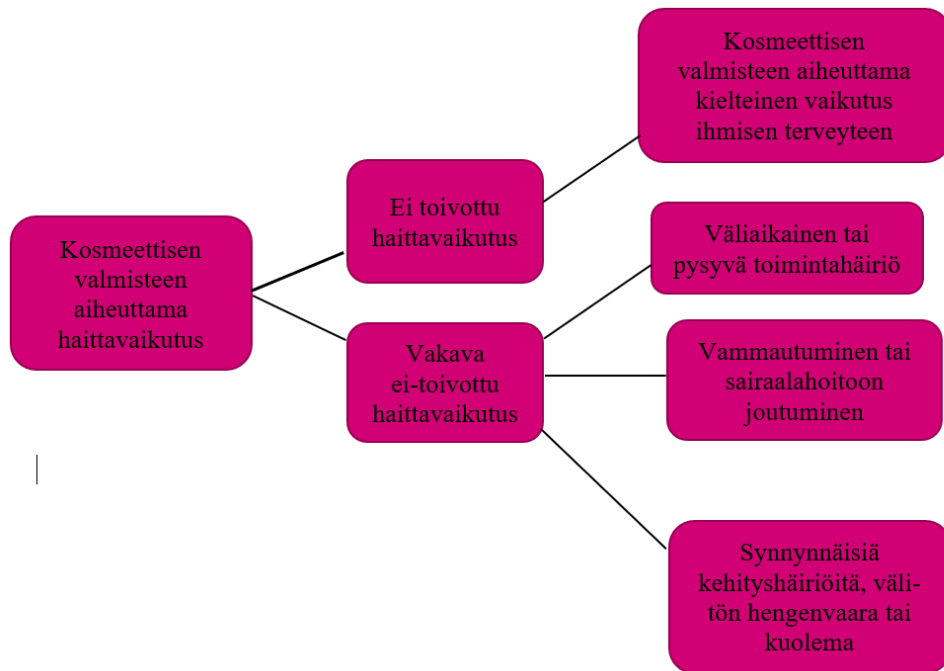 Kosmeettisen
valmisteen
aiheuttama
haittavaikutus
Ei toivottu
haittavaikutus
Kosmeettisen
valmisteen aiheuttama
kielteinen vaikutus
ihmisen terveyteen
Vakava
ei-toivottu
haittavaikutus
Väliaikainen tai
pysyvä toimintahäiriö
Vammautuminen tai
sairaalahoitoon
joutuminen
Synnynnäisiä
kehityshäiriöitä, väli-
tön hengenvaara tai
kuolema